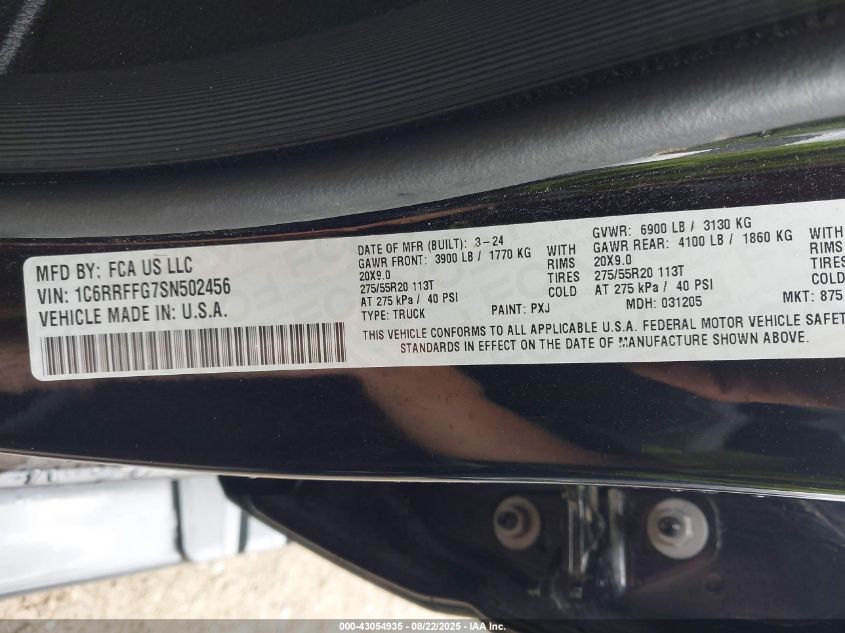 MFD BY: FCA US LLC
VIN: 1C6RRFFG7SN502456
VEHICLE MADE IN: U.S.A.
DATE OF MFR (BUILT): 3-24
GAWR FRONT: 3900 LB / 1770 KG WITH
20X9.0 RIMS
275/55R20 113T TIRES
AT 275 kPa / 40 PSI COLD
TYPE: TRUCK PAINT: PXJ
GVWR: 6900 LB / 3130 KG
GAWR REAR: 4100 LB / 1860 KG WITH
20X9.0 RIMS
275/55R20 113T TIRES
AT 275 kPa / 40 PSI COLD
MDH: 031205 MKT: 875
THIS VEHICLE CONFORMS TO ALL APPLICABLE U.S.A. FEDERAL MOTOR VEHICLE SAFET
STANDARDS IN EFFECT ON THE DATE OF MANUFACTURE SHOWN ABOVE.
000-43054935 - 08/22/2025 - IAA Inc.